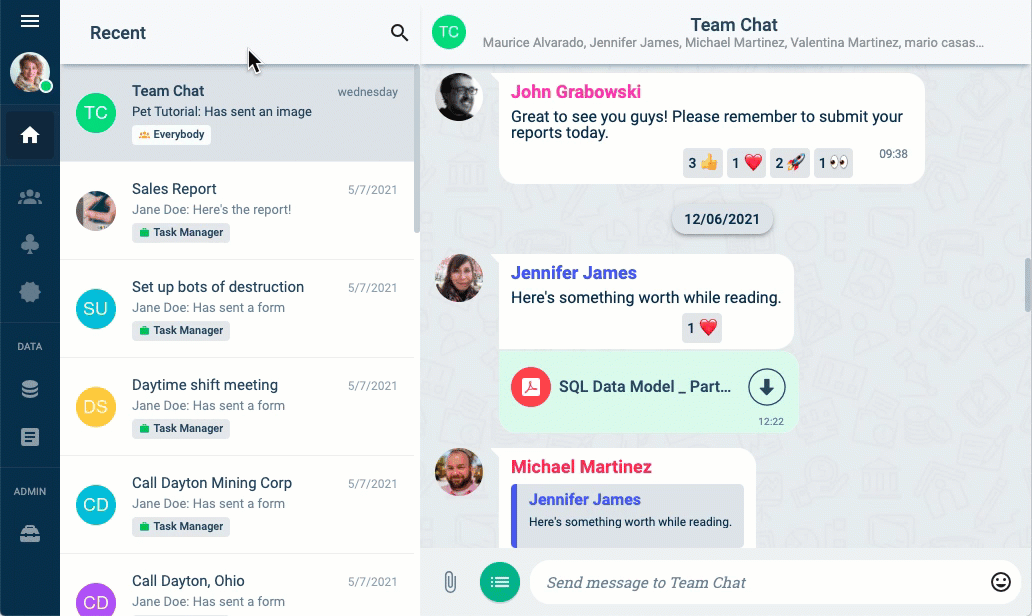 DATA
ADMIN
Recent
TC
Team Chat
wednesday
Pet Tutorial: Has sent an image
Everybody
Sales Report
5/7/2021
Jane Doe: Here's the report!
Task Manager
SU
Set up bots of destruction
5/7/2021
Jane Doe: Has sent a form
Task Manager
DS
Daytime shift meeting
5/7/2021
Jane Doe: Has sent a form
Task Manager
CD
Call Dayton Mining Corp
5/7/2021
Jane Doe: Has sent a form
Task Manager
CD
Call Dayton, Ohio
5/7/2021
Jane Doe: Has sent a form
TC
Team Chat
Maurice Alvarado, Jennifer James, Michael Martinez, Valentina Martinez, mario casas...
John Grabowski
Great to see you guys! Please remember to submit your
reports today.
3 👍 1 ❤️ 2 🚀 1 👀
09:38
12/06/2021
Jennifer James
Here's something worth while reading.
1 ❤️
SQL Data Model _ Part...
12:22
Michael Martinez
Jennifer James
Here's something worth while reading.
Send message to Team Chat